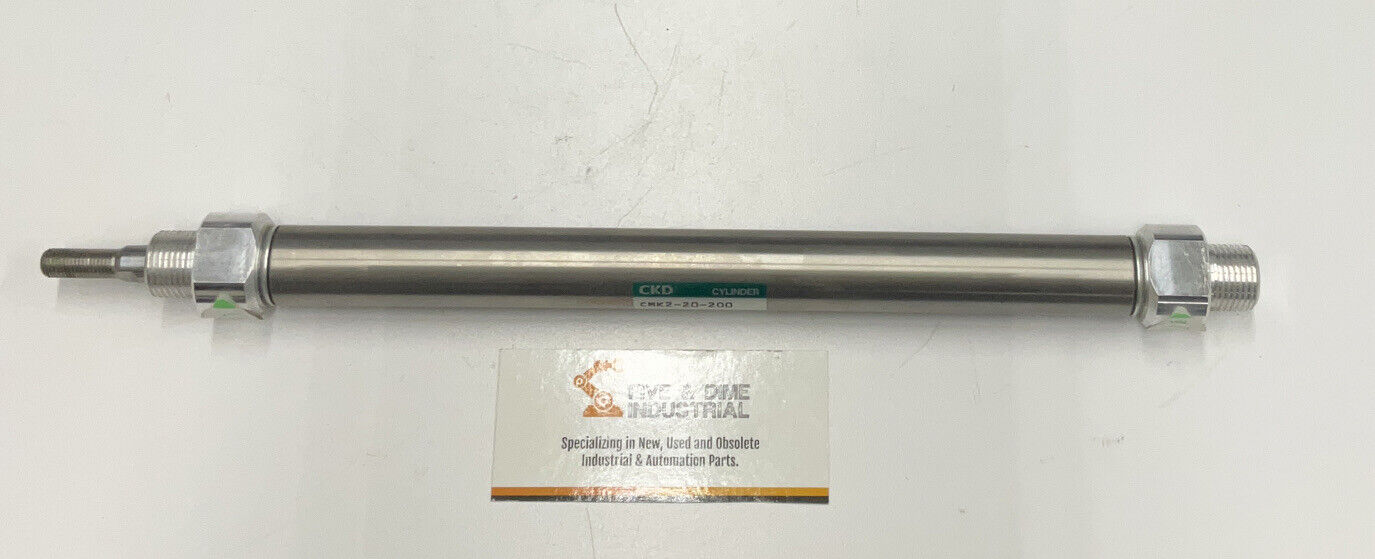 CKD CYLINDER
CMK2-20-200
FIVE & DIME
INDUSTRIAL
Specializing in New, Used and Obsolete
Industrial & Automation Parts.